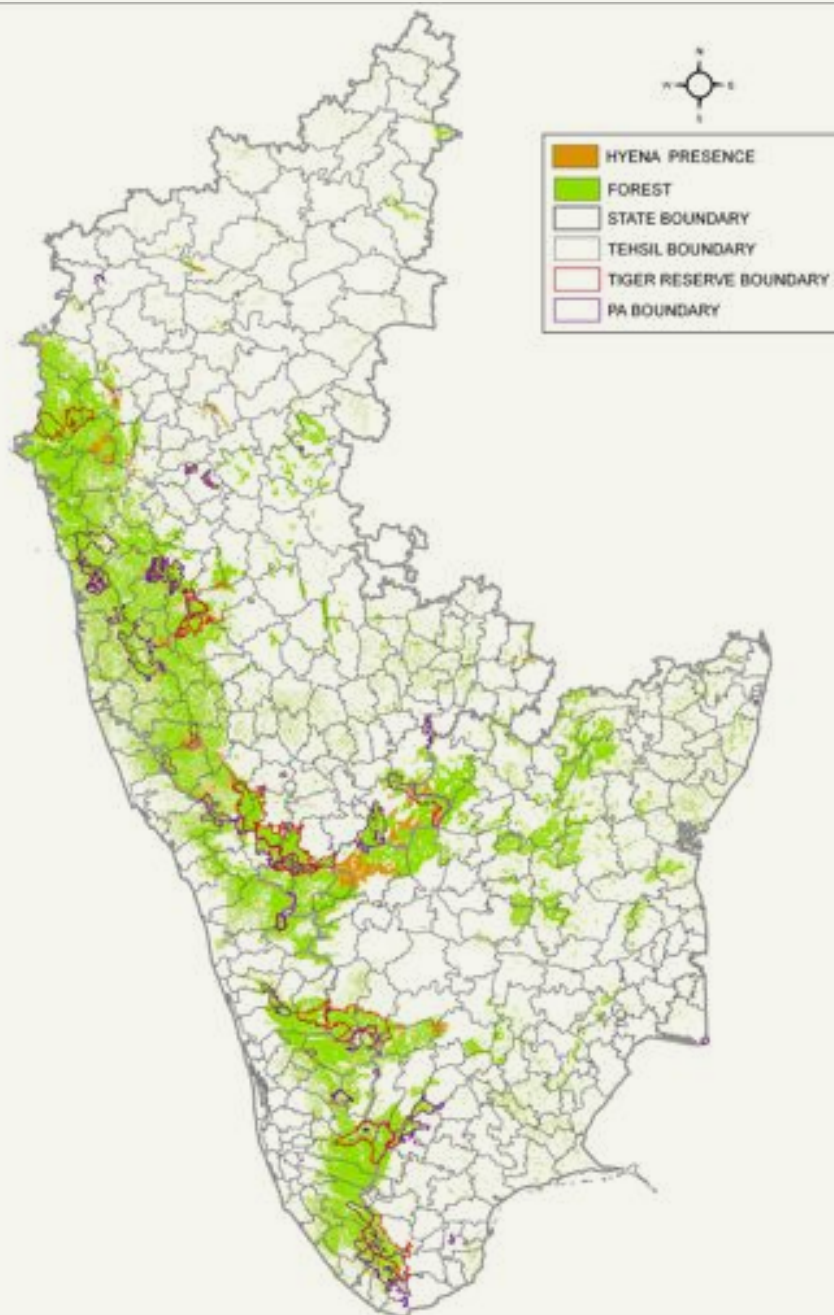 N
W E
S
HYENA PRESENCE
FOREST
STATE BOUNDARY
TEHSIL BOUNDARY
TIGER RESERVE BOUNDARY
PA BOUNDARY